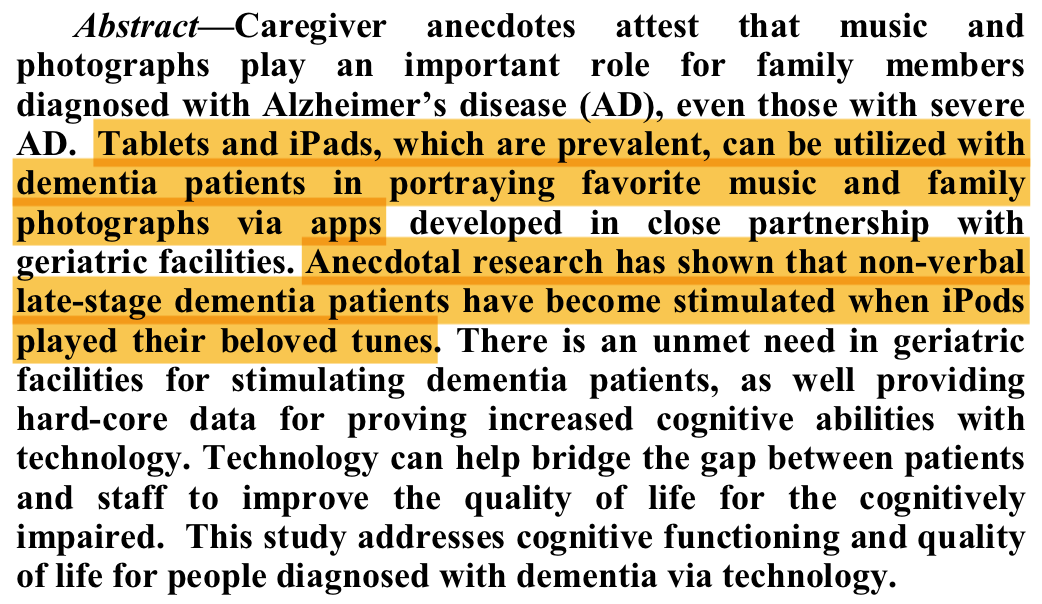 Abstract—Caregiver anecdotes attest that music and
photographs play an important role for family members
diagnosed with Alzheimer’s disease (AD), even those with severe
AD. Tablets and iPads, which are prevalent, can be utilized with
dementia patients in portraying favorite music and family
photographs via apps developed in close partnership with
geriatric facilities. Anecdotal research has shown that non-verbal
late-stage dementia patients have become stimulated when iPods
played their beloved tunes. There is an unmet need in geriatric
facilities for stimulating dementia patients, as well providing
hard-core data for proving increased cognitive abilities with
technology. Technology can help bridge the gap between patients
and staff to improve the quality of life for the cognitively
impaired. This study addresses cognitive functioning and quality
of life for people diagnosed with dementia via technology.